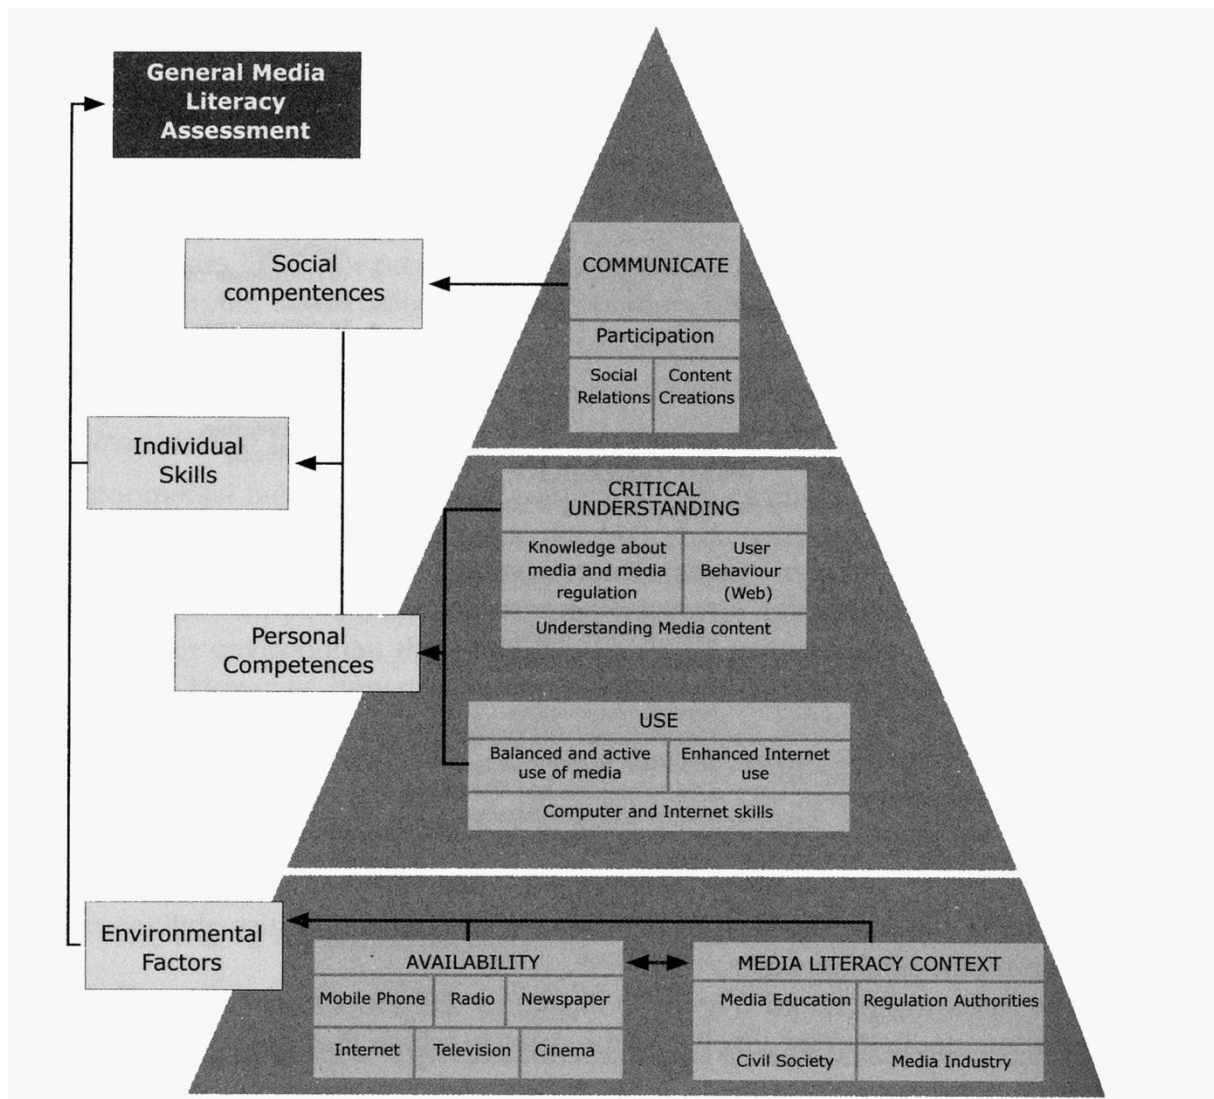 General Media
Literacy
Assessment
Social
compentences
COMMUNICATE
Participation
Social
Relations
Content
Creations
Individual
Skills
CRITICAL
UNDERSTANDING
Knowledge about
media and media
regulation
User
Behaviour
(Web)
Understanding Media content
Personal
Competences
USE
Balanced and active
use of media
Enhanced Internet
use
Computer and Internet skills
Environmental
Factors
AVAILABILITY
Mobile Phone
Radio
Newspaper
Internet
Television
Cinema
MEDIA LITERACY CONTEXT
Media Education
Regulation Authorities
Civil Society
Media Industry